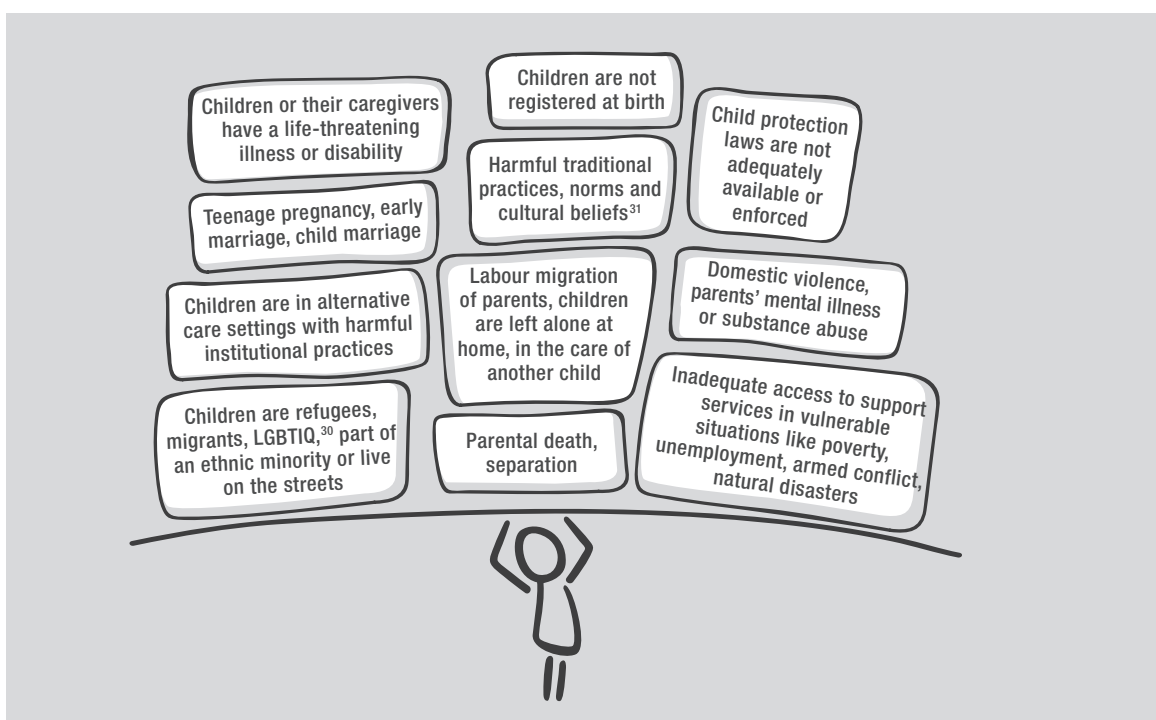 Children or their caregivers
have a life-threatening
illness or disability
Teenage pregnancy, early
marriage, child marriage
Children are in alternative
care settings with harmful
institutional practices
Children are refugees,
migrants, LGBTIQ,³⁰ part of
an ethnic minority or live
on the streets
Children are not
registered at birth
Harmful traditional
practices, norms and
cultural beliefs³¹
Labour migration
of parents, children
are left alone at
home, in the care of
another child
Parental death,
separation
Child protection
laws are not
adequately
available or
enforced
Domestic violence,
parents’ mental illness
or substance abuse
Inadequate access to support
services in vulnerable
situations like poverty,
unemployment, armed conflict,
natural disasters